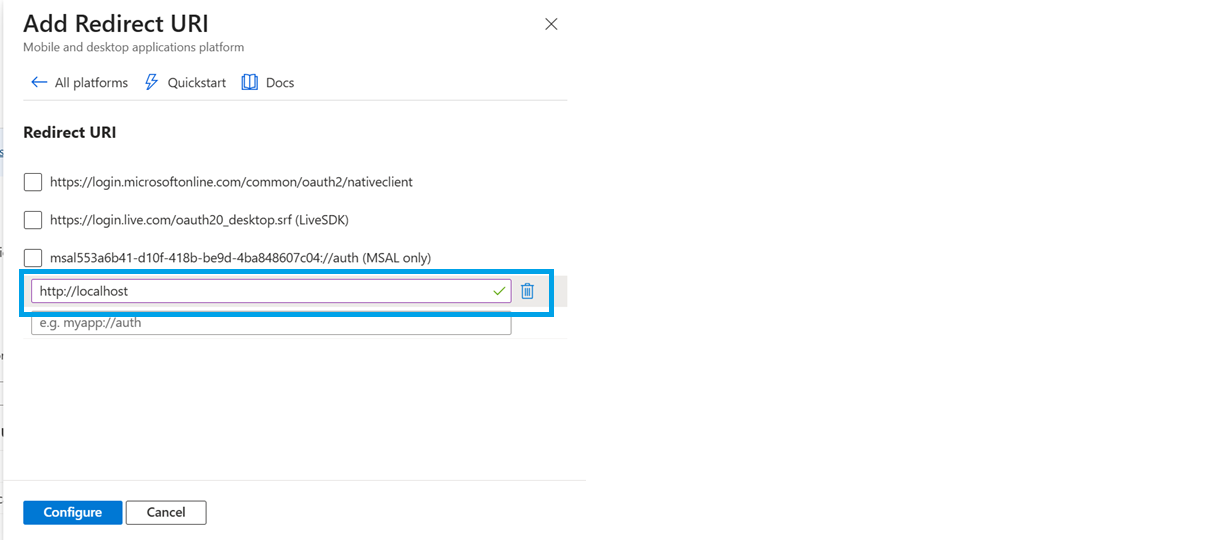 Add Redirect URI
Mobile and desktop applications platform
All platforms Quickstart Docs
Redirect URI
https://login.microsoftonline.com/common/oauth2/nativeclient
https://login.live.com/oauth20_desktop.srf (LiveSDK)
msal553a6b41-d10f-418b-be9d-4ba848607c04://auth (MSAL only)
http://localhost
e.g. myapp://auth
Configure Cancel